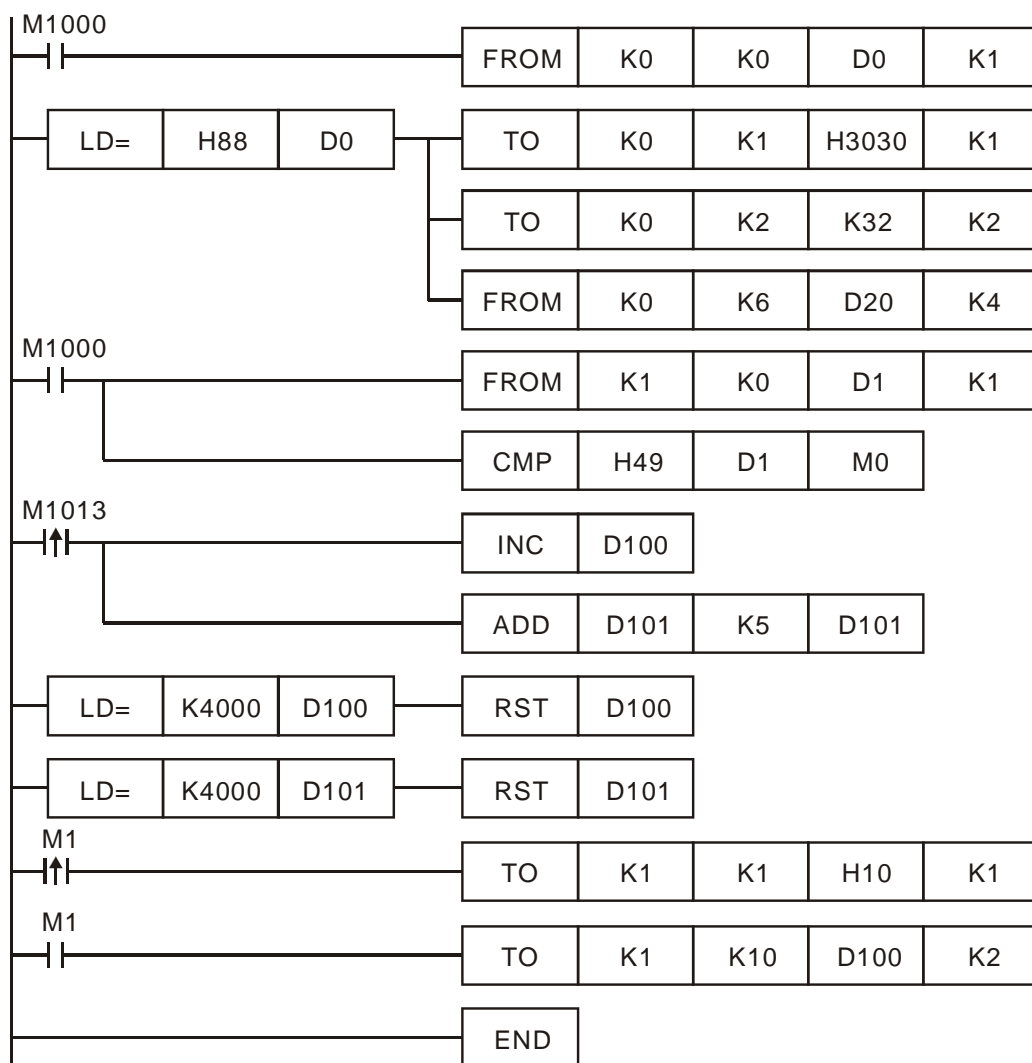 M1000
FROM K0 K0 D0 K1
LD= H88 D0 TO K0 K1 H3030 K1
TO K0 K2 K32 K2
FROM K0 K6 D20 K4
M1000
FROM K1 K0 D1 K1
CMP H49 D1 M0
M1013
INC D100
ADD D101 K5 D101
LD= K4000 D100 RST D100
LD= K4000 D101 RST D101
M1
TO K1 K1 H10 K1
M1
TO K1 K10 D100 K2
END